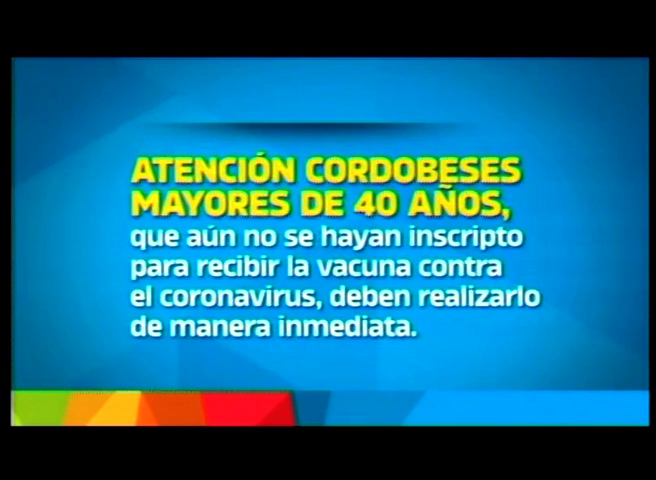 ATENCIÓN CORDOBESES
MAYORES DE 40 AÑOS,
que aún no se hayan inscripto
para recibir la vacuna contra
el coronavirus, deben realizarlo
de manera inmediata.